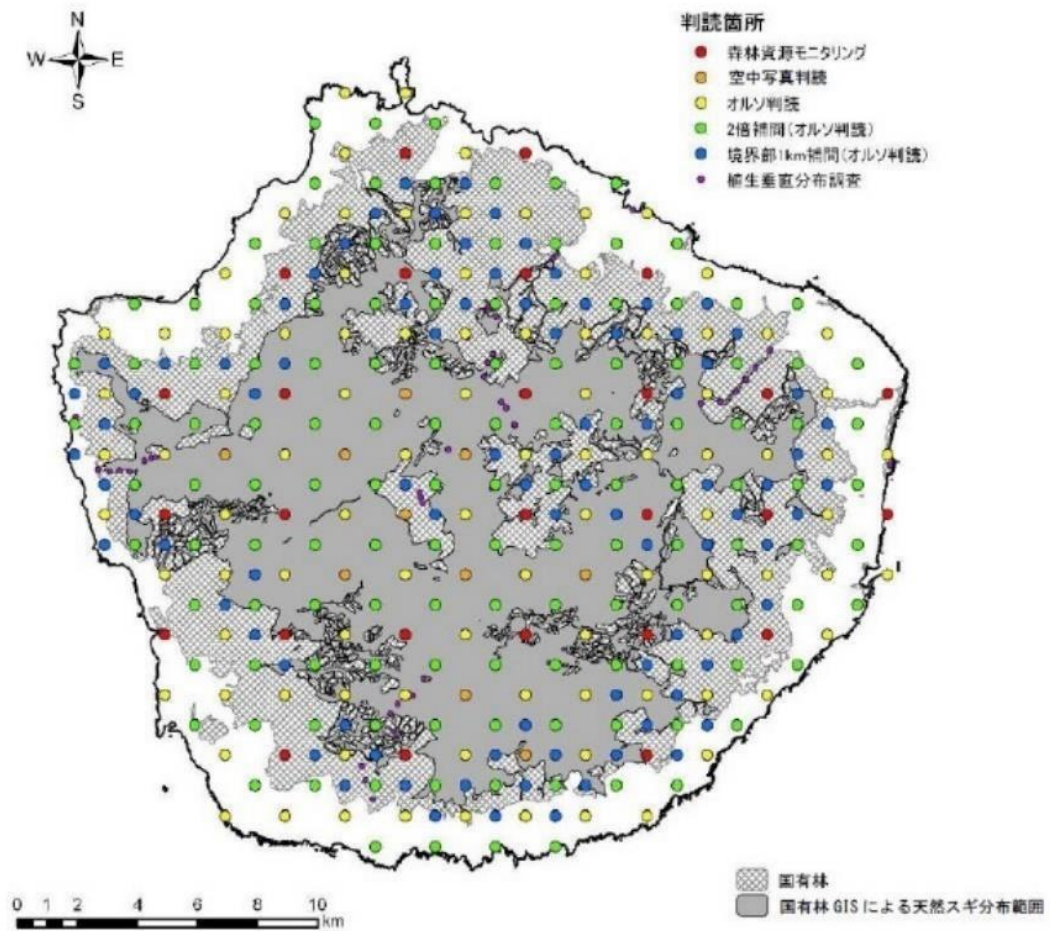 N
W E
S
判読箇所
森林資源モニタリング
空中写真判読
オルソ判読
2倍補間(オルソ判読)
境界部1km補間(オルソ判読)
植生垂直分布調査
国有林
国有林GISによる天然スギ分布範囲
0 1 2 4 6 8 10
km